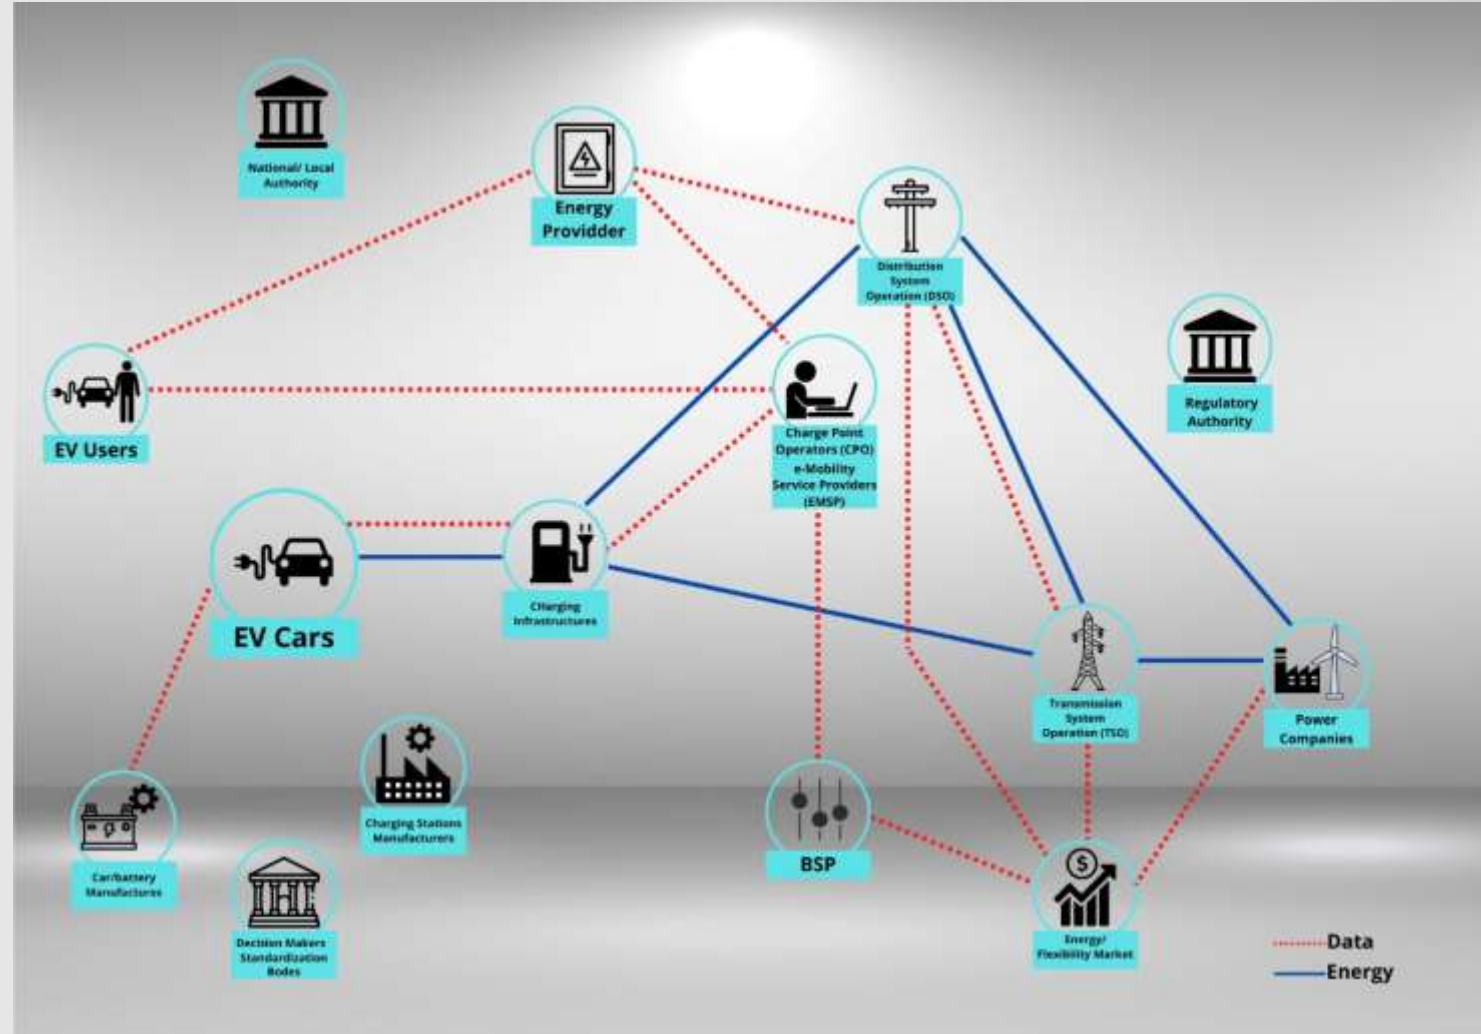 National/ Local
Authority
Energy
Providder
Distribution
System
Operation (DSO)
Regulatory
Authority
EV Users
Charge Point
Operators (CPO)
e-Mobility
Service Providers
(EMSP)
EV Cars
CHarging
Infrastructures
Transmission
System
Operation (TSO)
Power
Companies
Charging Stations
Manufacturers
Car/battery
Manufactures
BSP
Decision Makers
Standardization
Bodes
Energy/
Flexibility Market
Data
Energy